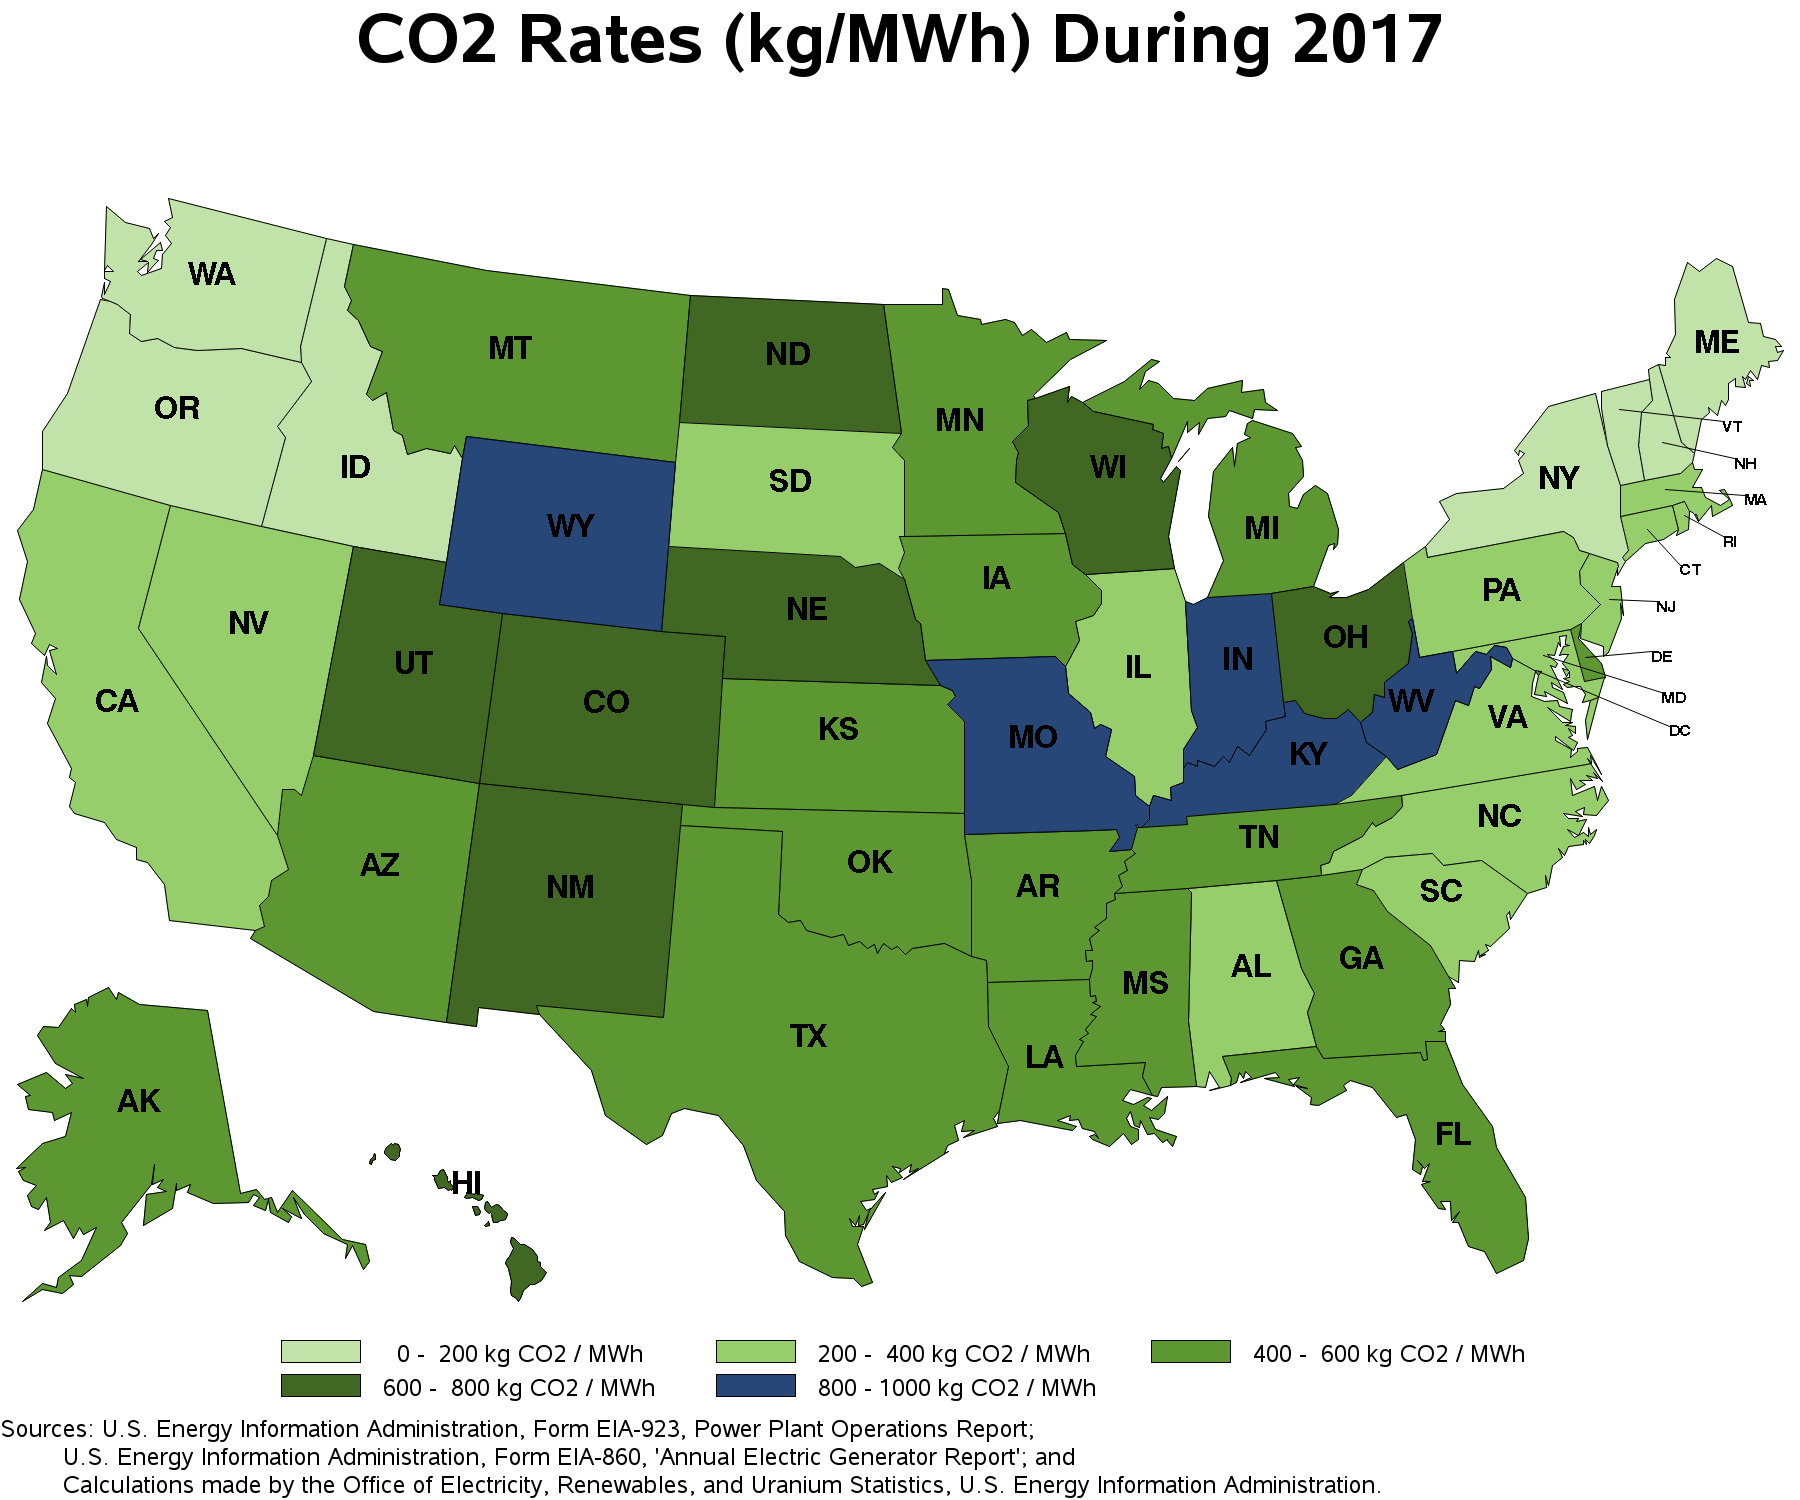 CO2 Rates (kg/MWh) During 2017
WA
MT
ND
ME
OR
MN
VT
ID
WI
NH
SD
NY
MA
WY
MI
RI
IA
CT
PA
NE
NJ
NV
OH
UT
IL
IN
DE
CA
CO
WV
MD
KS
MO
VA
DC
KY
NC
TN
AZ
OK
NM
AR
SC
GA
AL
MS
TX
LA
AK
FL
HI
0 - 200 kg CO2 / MWh
200 - 400 kg CO2 / MWh
400 - 600 kg CO2 / MWh
600 - 800 kg CO2 / MWh
800 - 1000 kg CO2 / MWh
Sources: U.S. Energy Information Administration, Form EIA-923, Power Plant Operations Report;
U.S. Energy Information Administration, Form EIA-860, 'Annual Electric Generator Report'; and
Calculations made by the Office of Electricity, Renewables, and Uranium Statistics, U.S. Energy Information Administration.